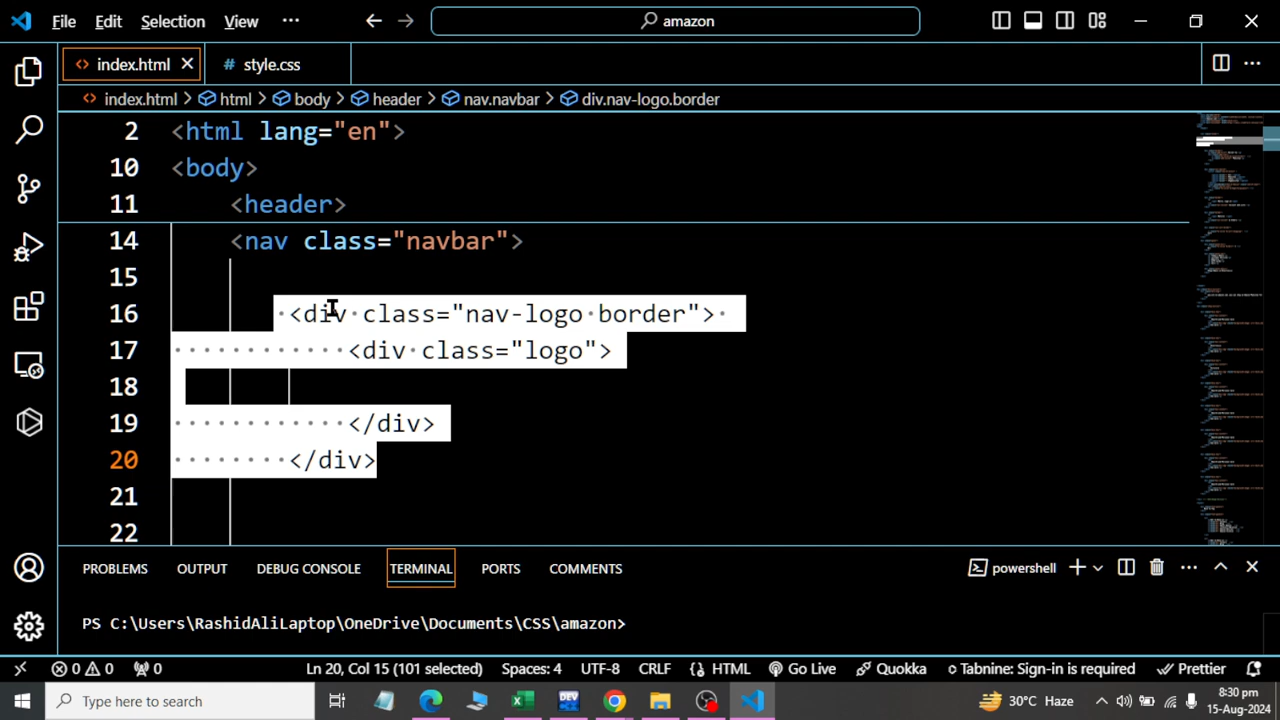 File Edit Selection View ··· amazon
index.html style.css
index.html > html > body > header > nav.navbar > div.nav-logo.border
2 <html lang="en">
10 <body>
11 <header>
14 <nav class="navbar">
15
16 <div class="nav-logo border">
17 <div class="logo">
18
19 </div>
20 </div>
21
22
PROBLEMS OUTPUT DEBUG CONSOLE TERMINAL PORTS COMMENTS powershell
PS C:\Users\RashidAliLaptop\OneDrive\Documents\CSS\amazon>
0 0 0 Ln 20, Col 15 (101 selected) Spaces: 4 UTF-8 CRLF {} HTML Go Live Quokka Tabnine: Sign-in is required Prettier
Type here to search DEV 30°C Haze 8:30 pm
15-Aug-2024